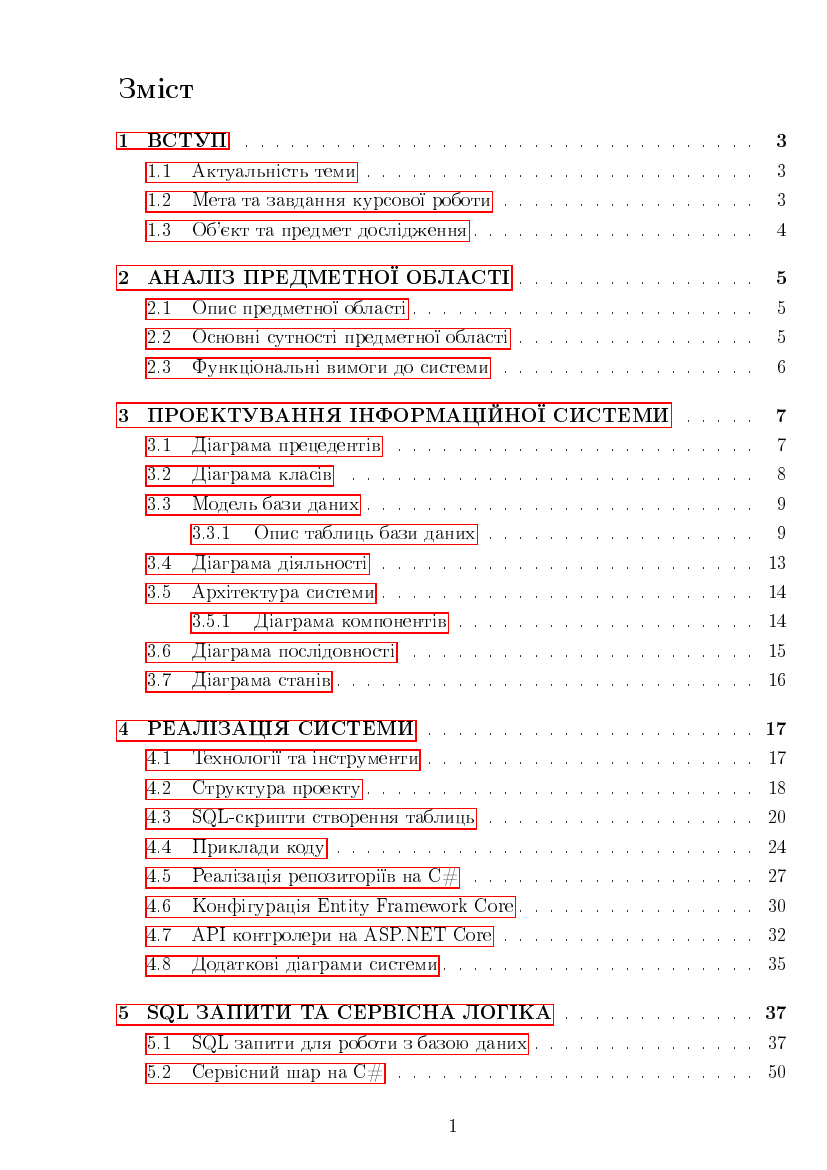 Зміст
1 ВСТУП . . . . . . . . . . . . . . . . . . . . . . . . . . . . . . . . . . 3
1.1 Актуальність теми . . . . . . . . . . . . . . . . . . . . . . . . . . 3
1.2 Мета та завдання курсової роботи . . . . . . . . . . . . . . . . . 3
1.3 Об'єкт та предмет дослідження . . . . . . . . . . . . . . . . . . . 4
2 АНАЛІЗ ПРЕДМЕТНОЇ ОБЛАСТІ . . . . . . . . . . . . . . . . 5
2.1 Опис предметної області . . . . . . . . . . . . . . . . . . . . . . . 5
2.2 Основні сутності предметної області . . . . . . . . . . . . . . . . 5
2.3 Функціональні вимоги до системи . . . . . . . . . . . . . . . . . 6
3 ПРОЕКТУВАННЯ ІНФОРМАЦІЙНОЇ СИСТЕМИ . . . . . 7
3.1 Діаграма прецедентів . . . . . . . . . . . . . . . . . . . . . . . . 7
3.2 Діаграма класів . . . . . . . . . . . . . . . . . . . . . . . . . . . 8
3.3 Модель бази даних . . . . . . . . . . . . . . . . . . . . . . . . . . 9
3.3.1 Опис таблиць бази даних . . . . . . . . . . . . . . . . . . 9
3.4 Діаграма діяльності . . . . . . . . . . . . . . . . . . . . . . . . . 13
3.5 Архітектура системи . . . . . . . . . . . . . . . . . . . . . . . . . 14
3.5.1 Діаграма компонентів . . . . . . . . . . . . . . . . . . . . 14
3.6 Діаграма послідовності . . . . . . . . . . . . . . . . . . . . . . . 15
3.7 Діаграма станів . . . . . . . . . . . . . . . . . . . . . . . . . . . . 16
4 РЕАЛІЗАЦІЯ СИСТЕМИ . . . . . . . . . . . . . . . . . . . . . . 17
4.1 Технології та інструменти . . . . . . . . . . . . . . . . . . . . . . 17
4.2 Структура проекту . . . . . . . . . . . . . . . . . . . . . . . . . . 18
4.3 SQL-скрипти створення таблиць . . . . . . . . . . . . . . . . . . 20
4.4 Приклади коду . . . . . . . . . . . . . . . . . . . . . . . . . . . . 24
4.5 Реалізація репозиторіїв на C# . . . . . . . . . . . . . . . . . . . 27
4.6 Конфігурація Entity Framework Core . . . . . . . . . . . . . . . . 30
4.7 API контролери на ASP.NET Core . . . . . . . . . . . . . . . . . 32
4.8 Додаткові діаграми системи . . . . . . . . . . . . . . . . . . . . . 35
5 SQL ЗАПИТИ ТА СЕРВІСНА ЛОГІКА . . . . . . . . . . . . . 37
5.1 SQL запити для роботи з базою даних . . . . . . . . . . . . . . . 37
5.2 Сервісний шар на C# . . . . . . . . . . . . . . . . . . . . . . . . 50
1